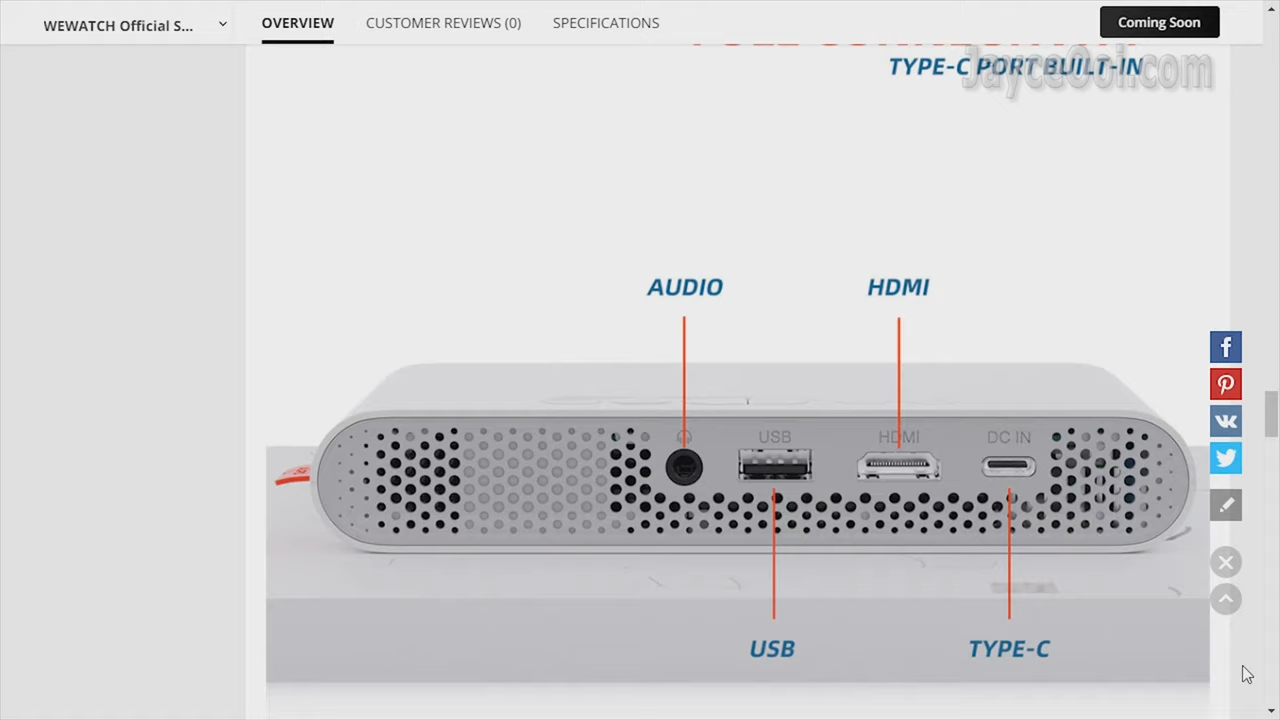 WEWATCH Official S...
OVERVIEW
CUSTOMER REVIEWS (0)
SPECIFICATIONS
Coming Soon
TYPE-C PORT BUILT-IN
JayceOoi.com
AUDIO
HDMI
USB
HDMI
DC IN
USB
TYPE-C